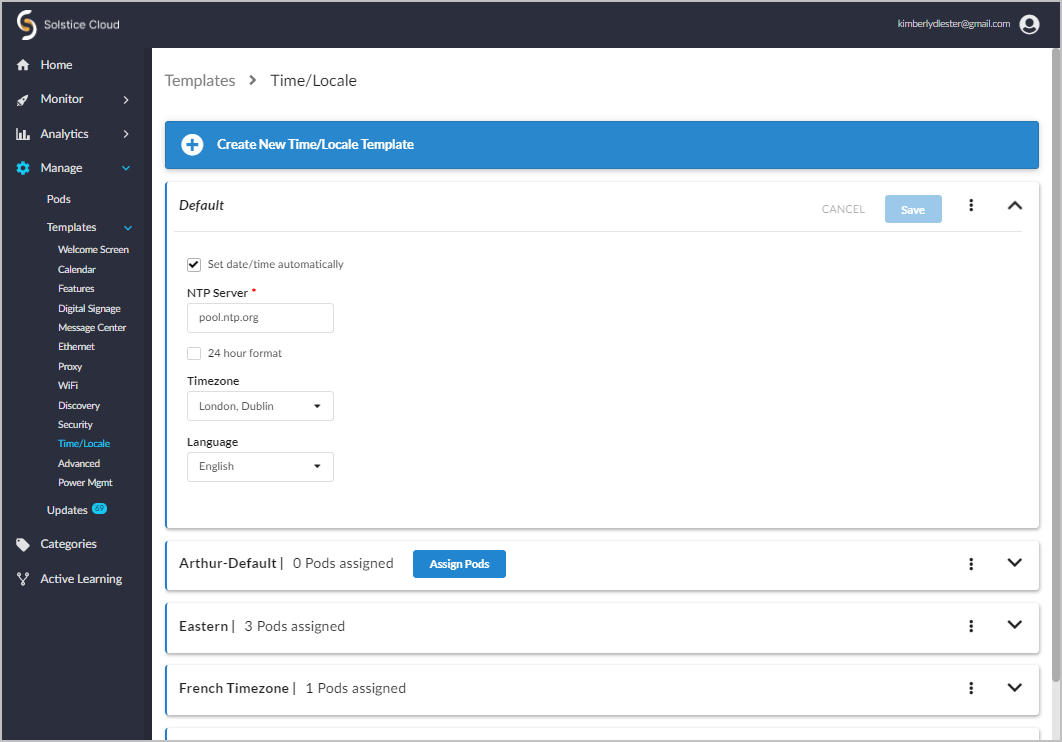 Solstice Cloud
kimberlydlester@gmail.com
Home
Monitor
Analytics
Manage
Pods
Templates
Welcome Screen
Calendar
Features
Digital Signage
Message Center
Ethernet
Proxy
WiFi
Discovery
Security
Time/Locale
Advanced
Power Mgmt
Updates 69
Categories
Active Learning
Templates > Time/Locale
Create New Time/Locale Template
Default
CANCEL
Save
Set date/time automatically
NTP Server *
pool.ntp.org
24 hour format
Timezone
London, Dublin
Language
English
Arthur-Default | 0 Pods assigned
Assign Pods
Eastern | 3 Pods assigned
French Timezone | 1 Pods assigned